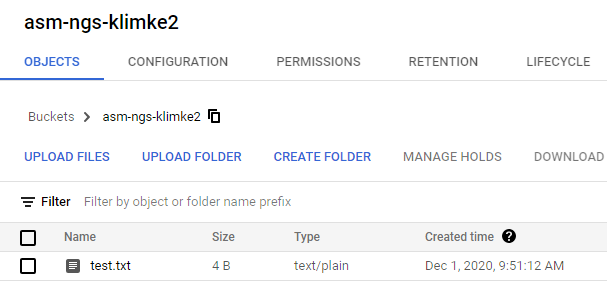 asm-ngs-klimke2
OBJECTS CONFIGURATION PERMISSIONS RETENTION LIFECYCLE
Buckets > asm-ngs-klimke2
UPLOAD FILES UPLOAD FOLDER CREATE FOLDER MANAGE HOLDS DOWNLOAD
Filter Filter by object or folder name prefix
Name Size Type Created time ?
test.txt 4 B text/plain Dec 1, 2020, 9:51:12 AM